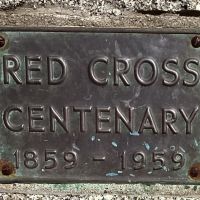 RED CROSS
CENTENARY
1859 - 1959